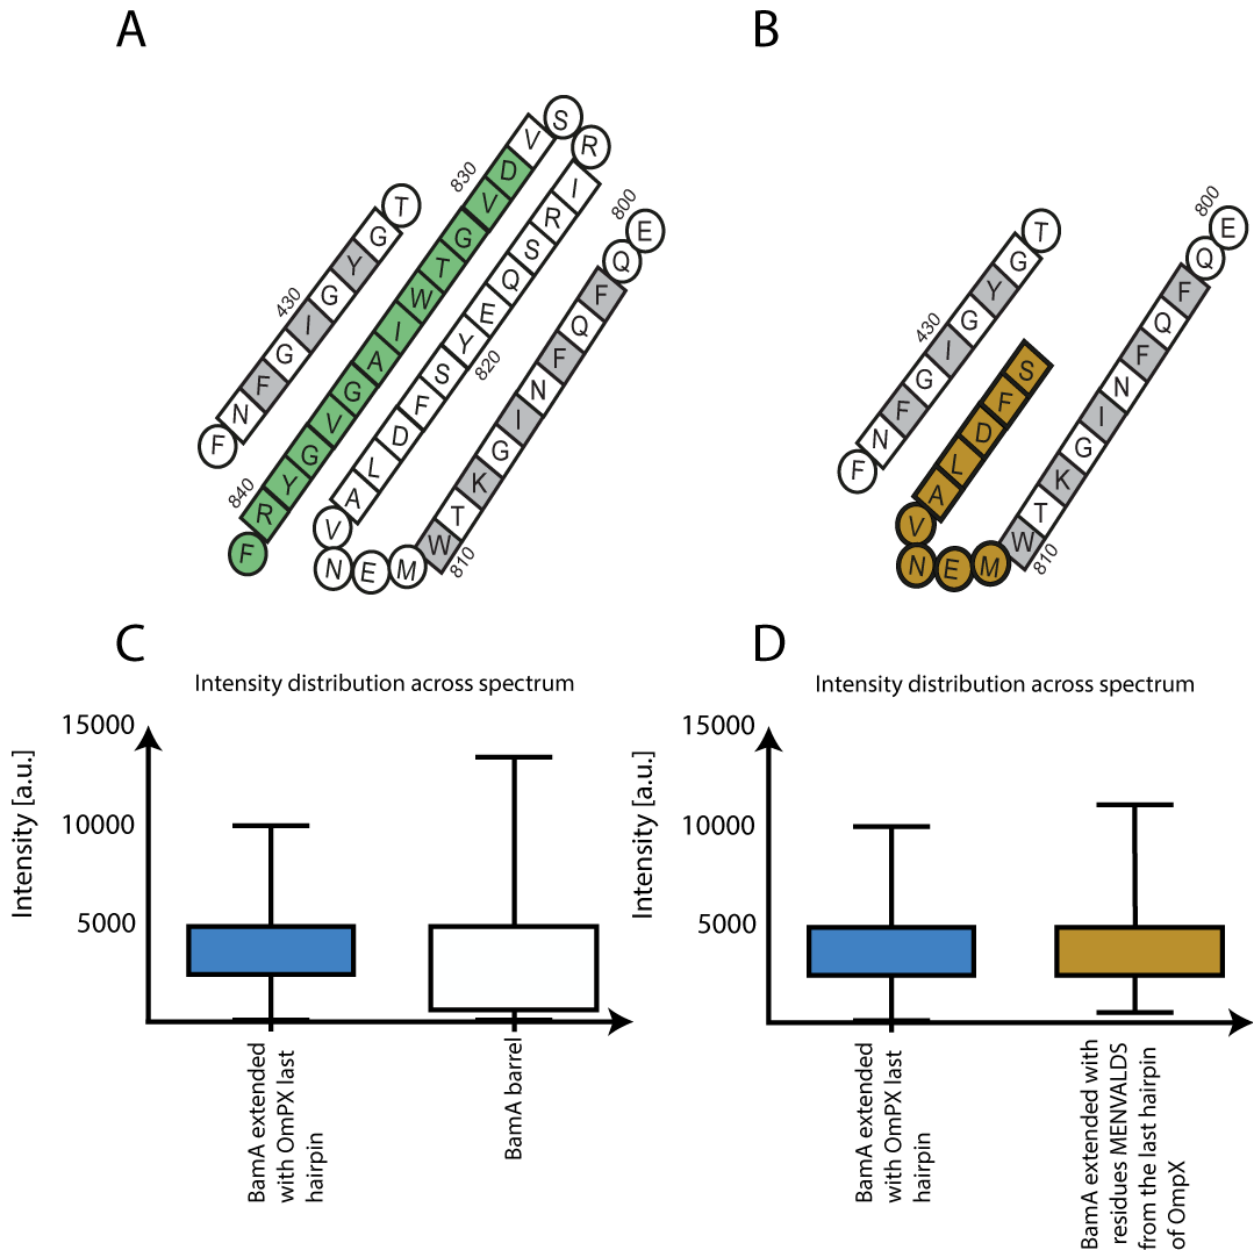 A
B
S
V
R
D
830
V
I
800
T
G
R
E
G
T
S
Q
Y
W
Q
F
G
I
E
Q
430
I
A
Y
F
G
G
S
820
N
F
V
F
I
N
G
D
G
F
Y
L
K
840
R
A
T
F
V
W
810
N
E
M
800
E
T
Q
G
F
Y
Q
G
F
430
I
S
N
G
F
I
F
D
G
N
L
K
F
A
T
V
W
810
N
E
M
C
D
Intensity distribution across spectrum
Intensity distribution across spectrum
15000
10000
5000
Intensity [a.u.]
BamA extended
with OmPX last
hairpin
BamA barrel
15000
10000
5000
Intensity [a.u.]
BamA extended
with OmPX last
hairpin
BamA extended with
residues MENVALDS
from the last hairpin
of OmpX